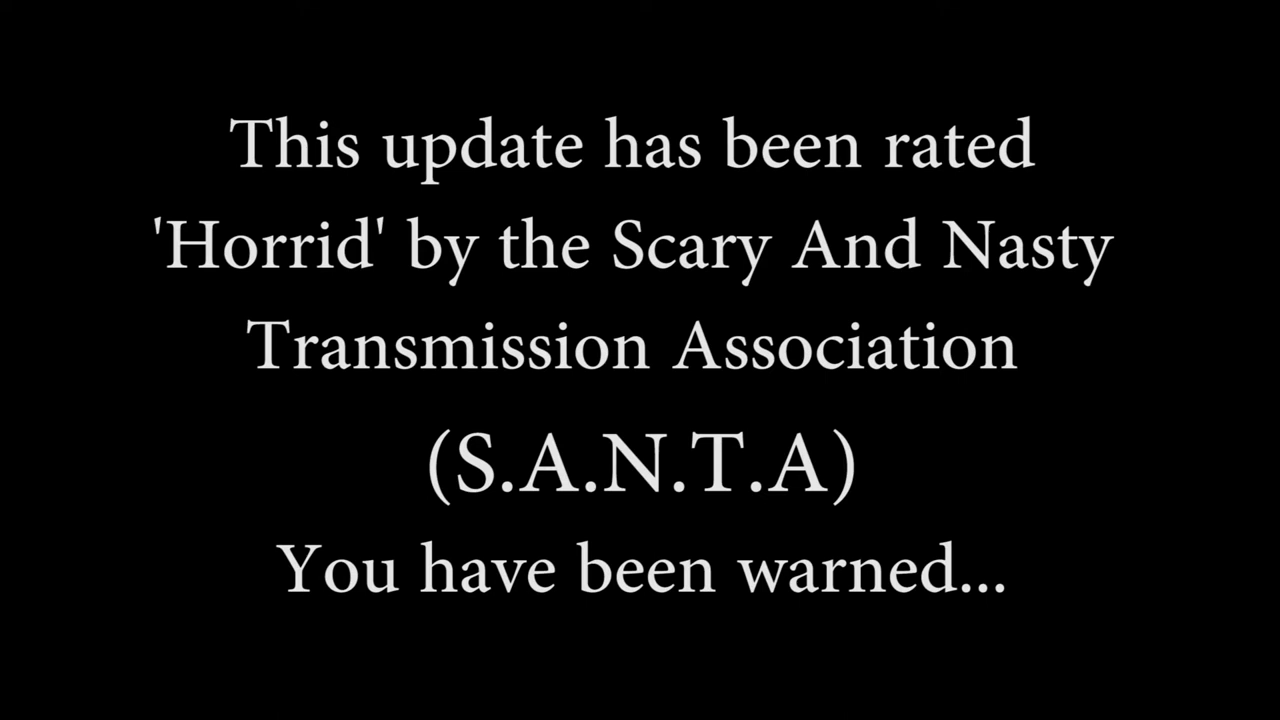 This update has been rated
'Horrid' by the Scary And Nasty
Transmission Association
(S.A.N.T.A)
You have been warned...